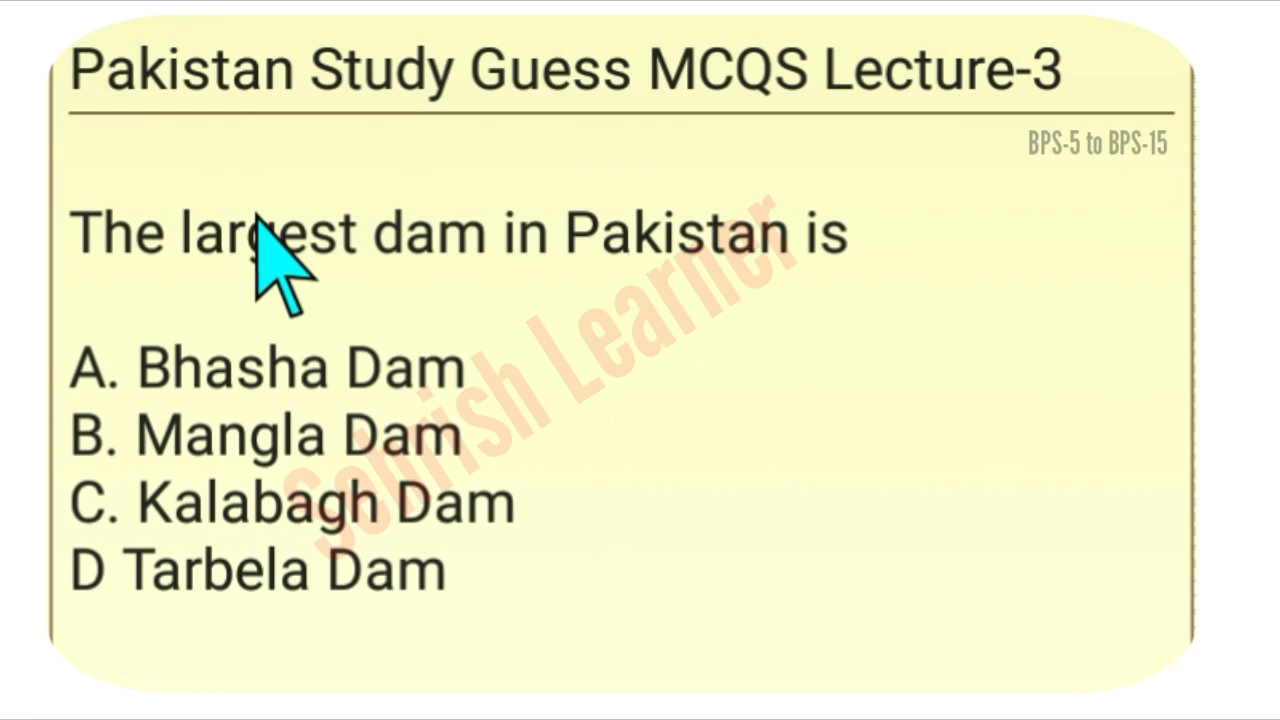 Pakistan Study Guess MCQS Lecture-3
BPS-5 to BPS-15
The largest dam in Pakistan is
A. Bhasha Dam
B. Mangla Dam
C. Kalabagh Dam
D Tarbela Dam
Sebrish Learner